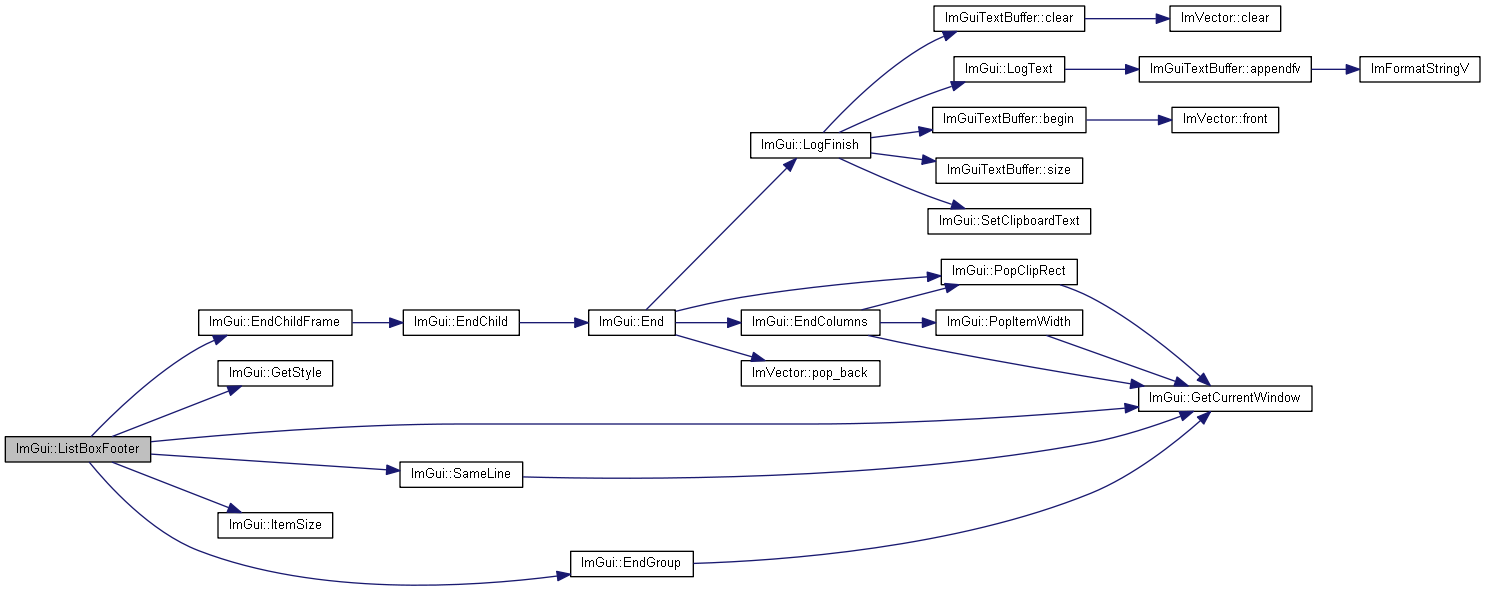 ImGuiTextBuffer::clear
ImVector::clear
ImGui::LogText
ImGuiTextBuffer::appendfv
ImFormatStringV
ImGuiTextBuffer::begin
ImVector::front
ImGui::LogFinish
ImGuiTextBuffer::size
ImGui::SetClipboardText
ImGui::PopClipRect
ImGui::EndChildFrame
ImGui::EndChild
ImGui::End
ImGui::EndColumns
ImGui::PopItemWidth
ImGui::GetStyle
ImVector::pop_back
ImGui::GetCurrentWindow
ImGui::ListBoxFooter
ImGui::SameLine
ImGui::ItemSize
ImGui::EndGroup